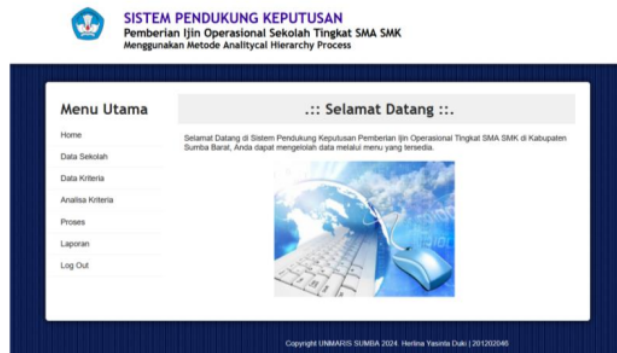 SISTEM PENDUKUNG KEPUTUSAN
Pemberian Ijin Operasional Sekolah Tingkat SMA SMK
Menggunakan Metode Analitycal Hierarchy Process
Menu Utama
Home
Data Sekolah
Data Kriteria
Analisa Kriteria
Proses
Laporan
Log Out
.:: Selamat Datang ::.
Selamat Datang di Sistem Pendukung Keputusan Pemberian Ijin Operasional Tingkat SMA SMK di Kabupaten
Sumba Barat, Anda dapat mengelolah data melalui menu yang tersedia.
Copyright UNMARIS SUMBA 2024. Herlina Yasinta Duki | 201202046